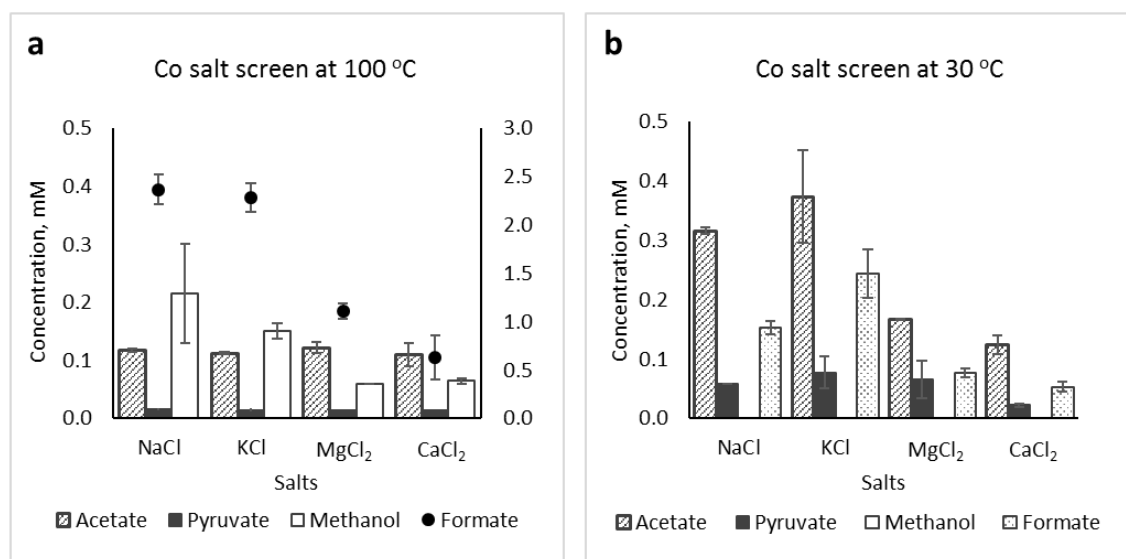 a
Co salt screen at 100 °C
Concentration, mM
0.5
0.4
0.3
0.2
0.1
0.0
3.0
2.5
2.0
1.5
1.0
0.5
0.0
NaCl KCl MgCl₂ CaCl₂
Salts
Acetate Pyruvate Methanol Formate
b
Co salt screen at 30 °C
Concentration, mM
0.5
0.4
0.3
0.2
0.1
0.0
NaCl KCl MgCl₂ CaCl₂
Salts
Acetate Pyruvate Methanol Formate